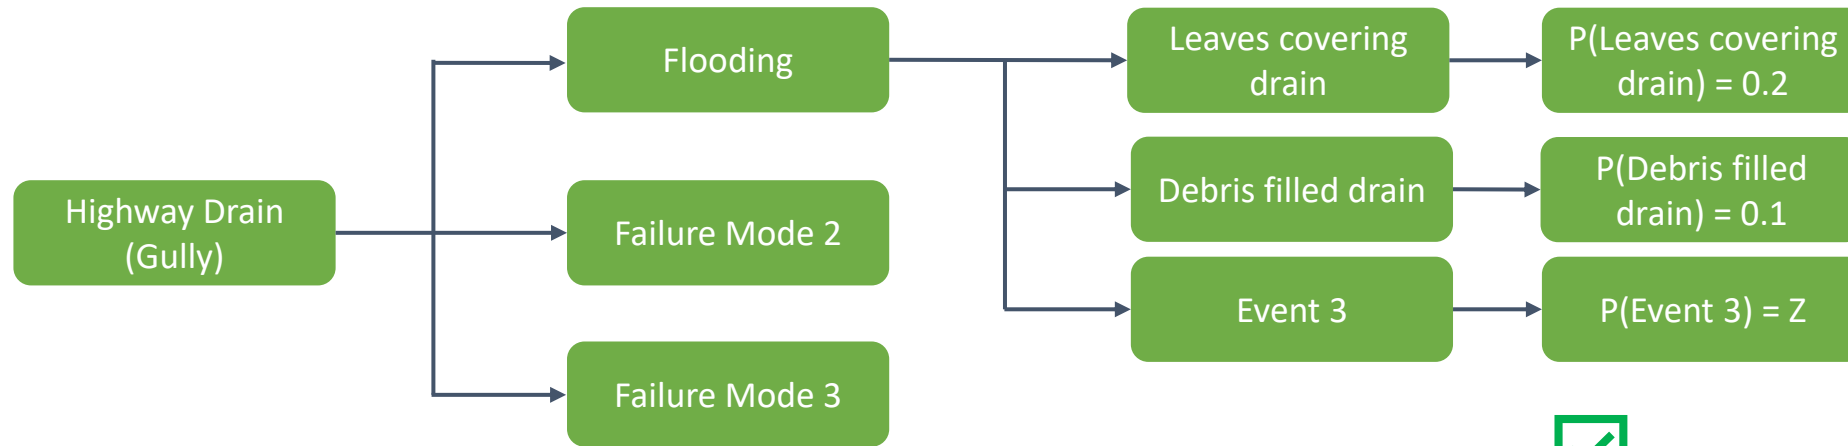 Highway Drain
(Gully)
Flooding
Failure Mode 2
Failure Mode 3
Leaves covering
drain
Debris filled drain
Event 3
P(Leaves covering
drain) = 0.2
P(Debris filled
drain) = 0.1
P(Event 3) = Z